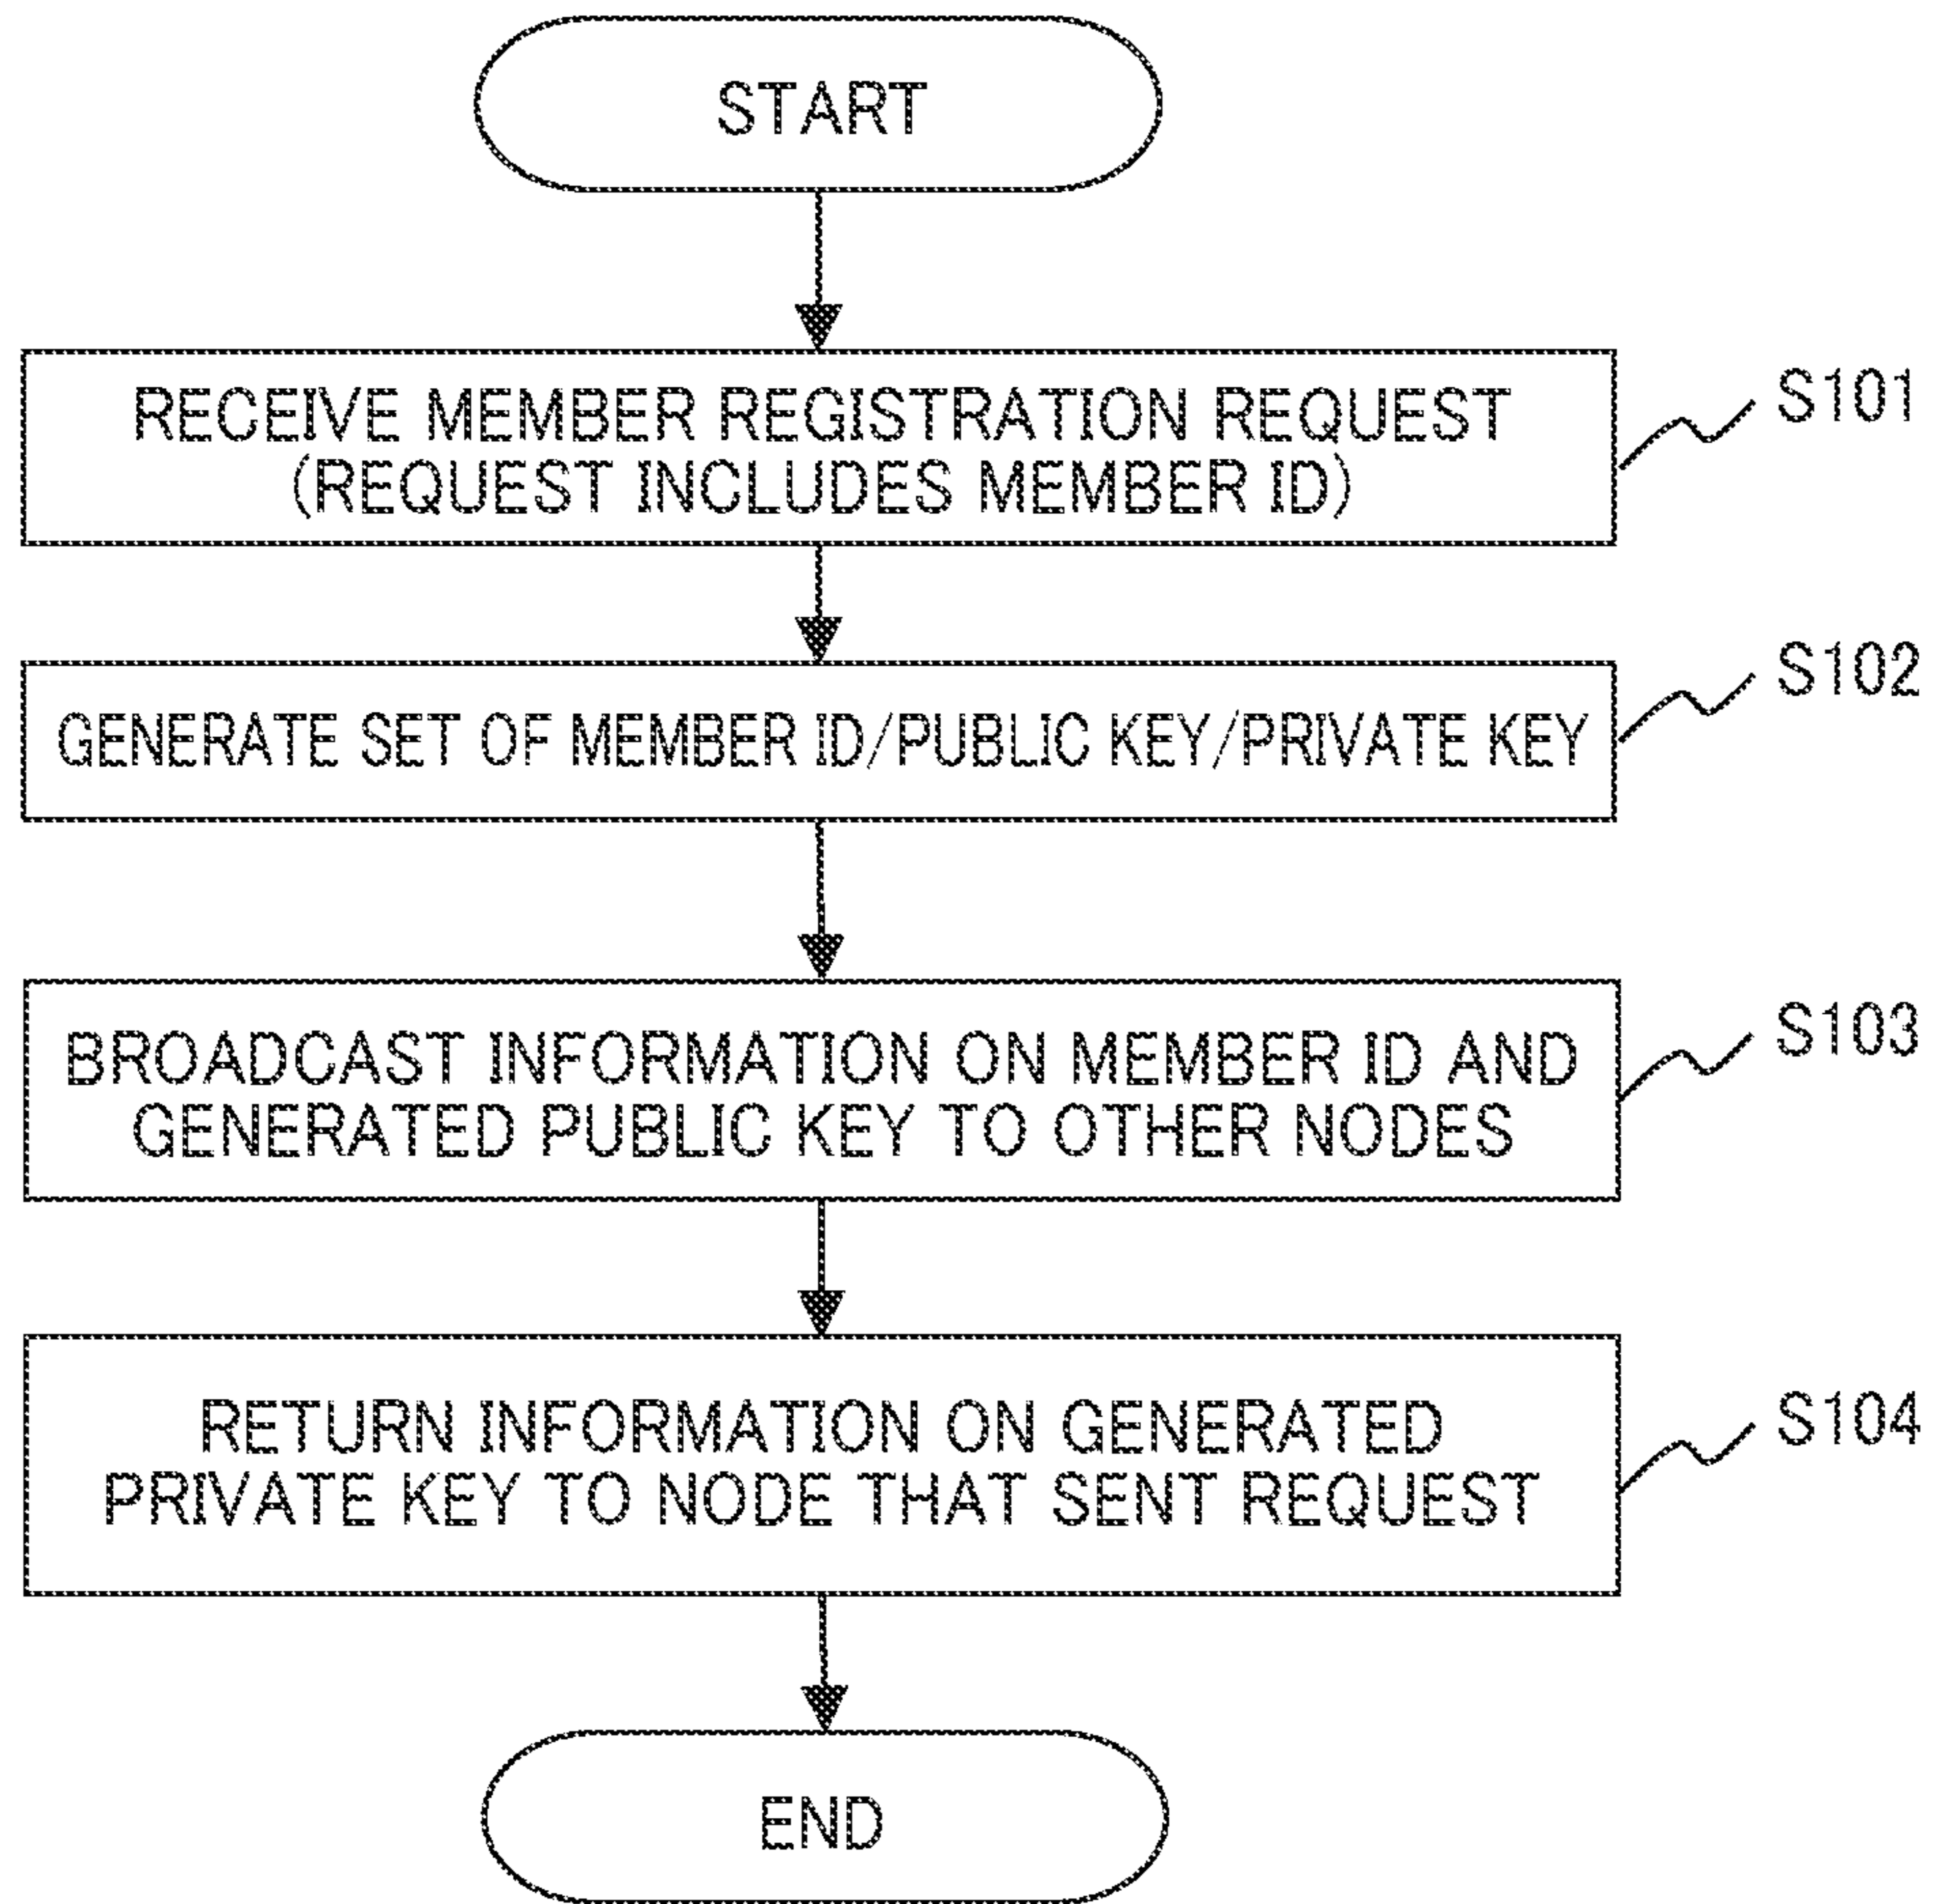 START
RECEIVE MEMBER REGISTRATION REQUEST
(REQUEST INCLUDES MEMBER ID)
S101
GENERATE SET OF MEMBER ID/PUBLIC KEY/PRIVATE KEY
S102
BROADCAST INFORMATION ON MEMBER ID AND
GENERATED PUBLIC KEY TO OTHER NODES
S103
RETURN INFORMATION ON GENERATED
PRIVATE KEY TO NODE THAT SENT REQUEST
S104
END